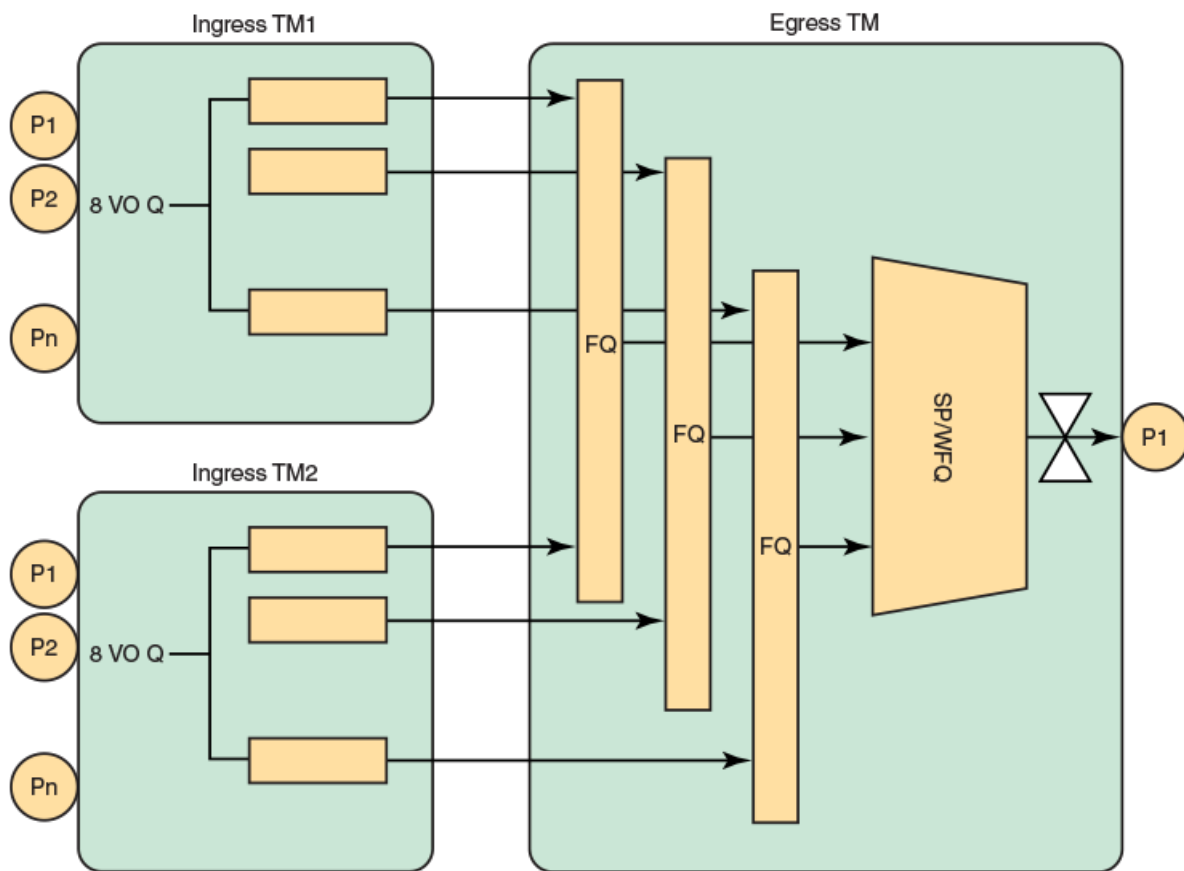 Ingress TM1
Egress TM
P1
P2
8 VO Q
Pn
FQ
FQ
FQ
SP/WFQ
P1
Ingress TM2
P1
P2
8 VO Q
Pn